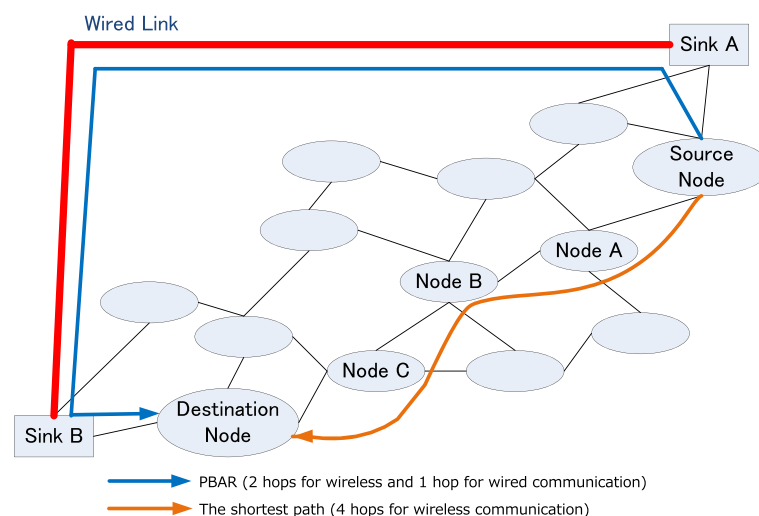 Wired Link
Sink A
Source
Node
Node A
Node B
Node C
Destination
Node
Sink B
PBAR (2 hops for wireless and 1 hop for wired communication)
The shortest path (4 hops for wireless communication)